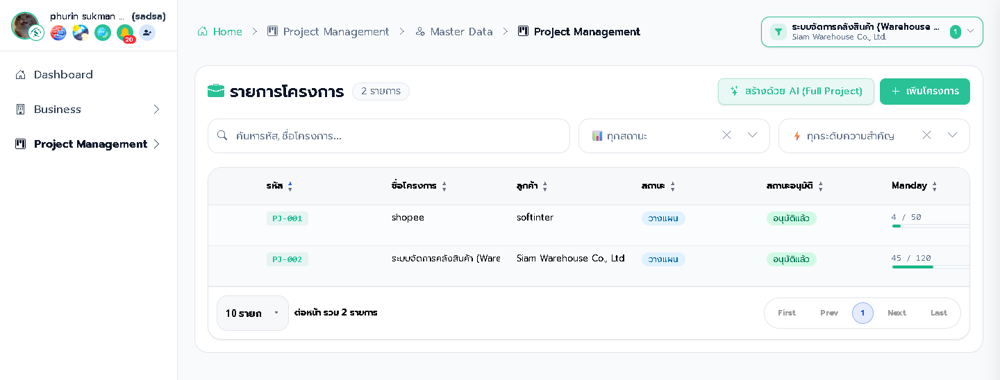 phurin sukman ... (sadsa)
20
Dashboard
Business
Project Management
Home > Project Management > Master Data > Project Management
ระบบจัดการคลังสินค้า (Warehouse ...
Siam Warehouse Co., Ltd.
1
รายการโครงการ 2 รายการ
สร้างด้วย AI (Full Project)
+ เพิ่มโครงการ
ค้นหารหัส, ชื่อโครงการ...
ทุกสถานะ
ทุกระดับความสำคัญ
รหัส ชื่อโครงการ ลูกค้า สถานะ สถานะอนุมัติ Manday
PJ-001 shopee softinter วางแผน อนุมัติแล้ว 4 / 50
PJ-002 ระบบจัดการคลังสินค้า (Ware Siam Warehouse Co., Ltd วางแผน อนุมัติแล้ว 45 / 120
10 รายก ต่อหน้า รวม 2 รายการ
First Prev 1 Next Last